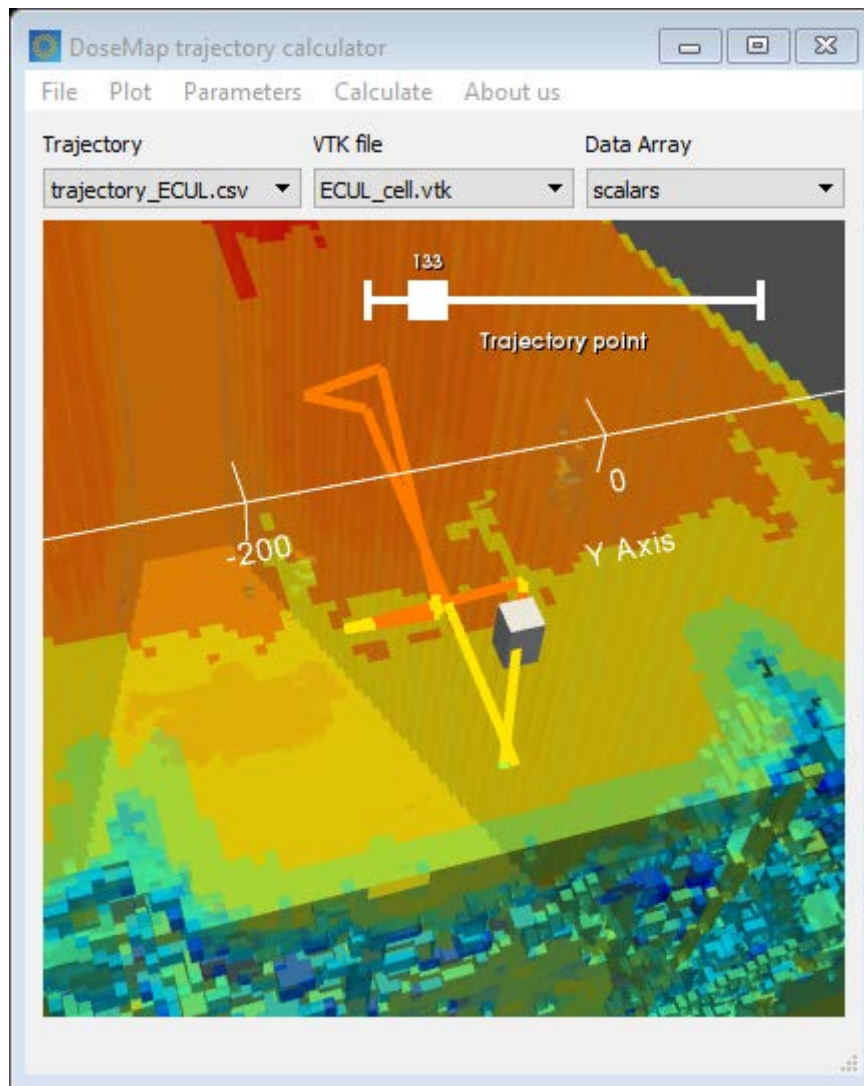 DoseMap trajectory calculator
File Plot Parameters Calculate About us
Trajectory VTK file Data Array
trajectory_ECUL.csv ECUL_cell.vtk scalars
133
Trajectory point
0
-200
Y Axis